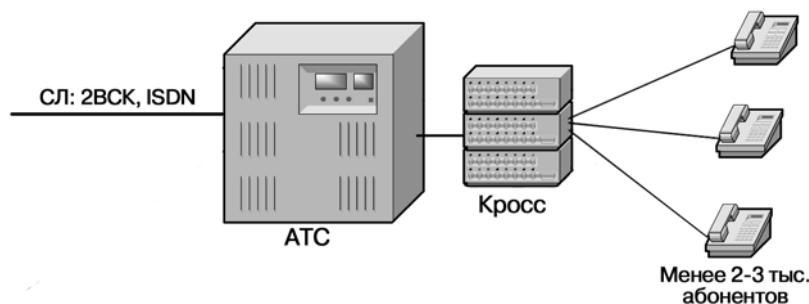 СЛ: 2ВСК, ISDN
АТС
Кросс
Менее 2-3 тыс.
абонентов